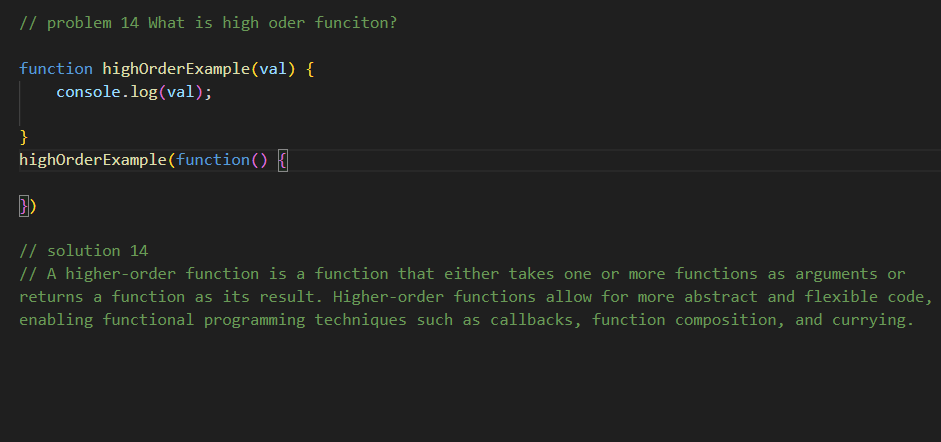 // problem 14 What is high oder funciton?
function highOrderExample(val) {
    console.log(val);
}
highOrderExample(function() {
})
// solution 14
// A higher-order function is a function that either takes one or more functions as arguments or
returns a function as its result. Higher-order functions allow for more abstract and flexible code,
enabling functional programming techniques such as callbacks, function composition, and currying.